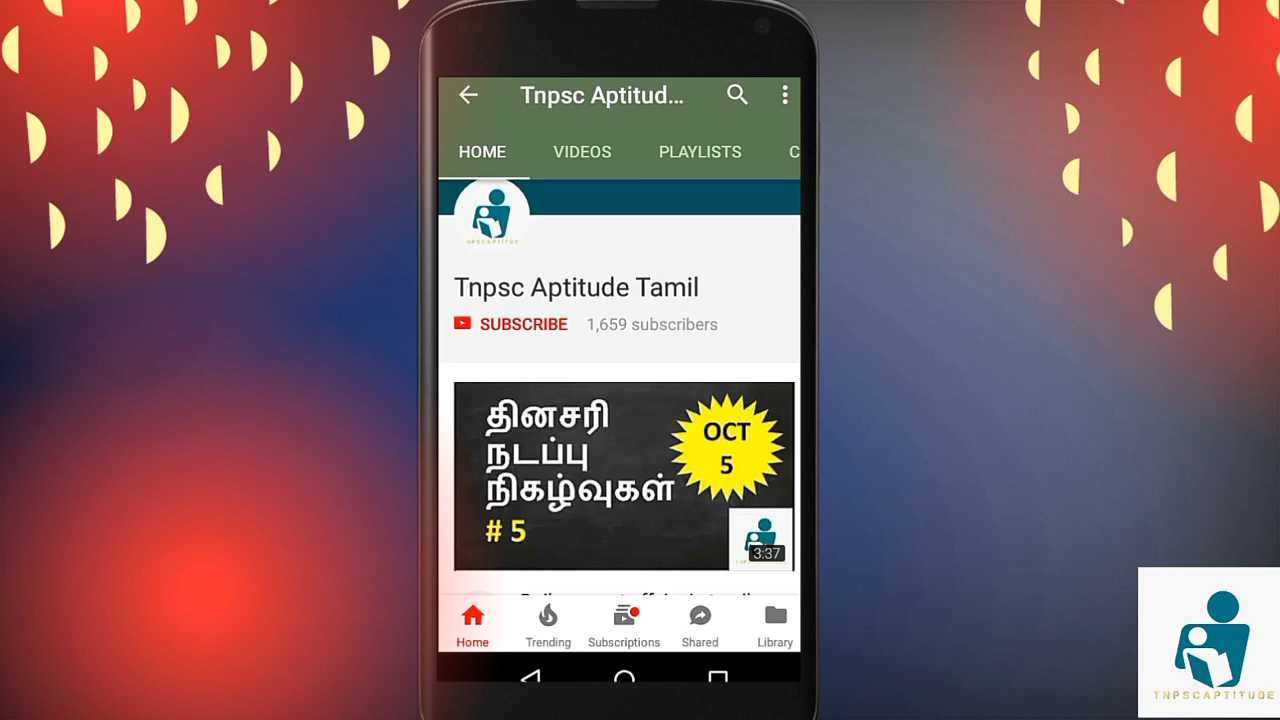 Tnpsc Aptitud...
HOME VIDEOS PLAYLISTS C
Tnpsc Aptitude Tamil
SUBSCRIBE 1,659 subscribers
தினசரி
நடப்பு
நிகழ்வுகள்
# 5
OCT
5
3:37
Home Trending Subscriptions Shared Library
TNPSCAPTITUDE